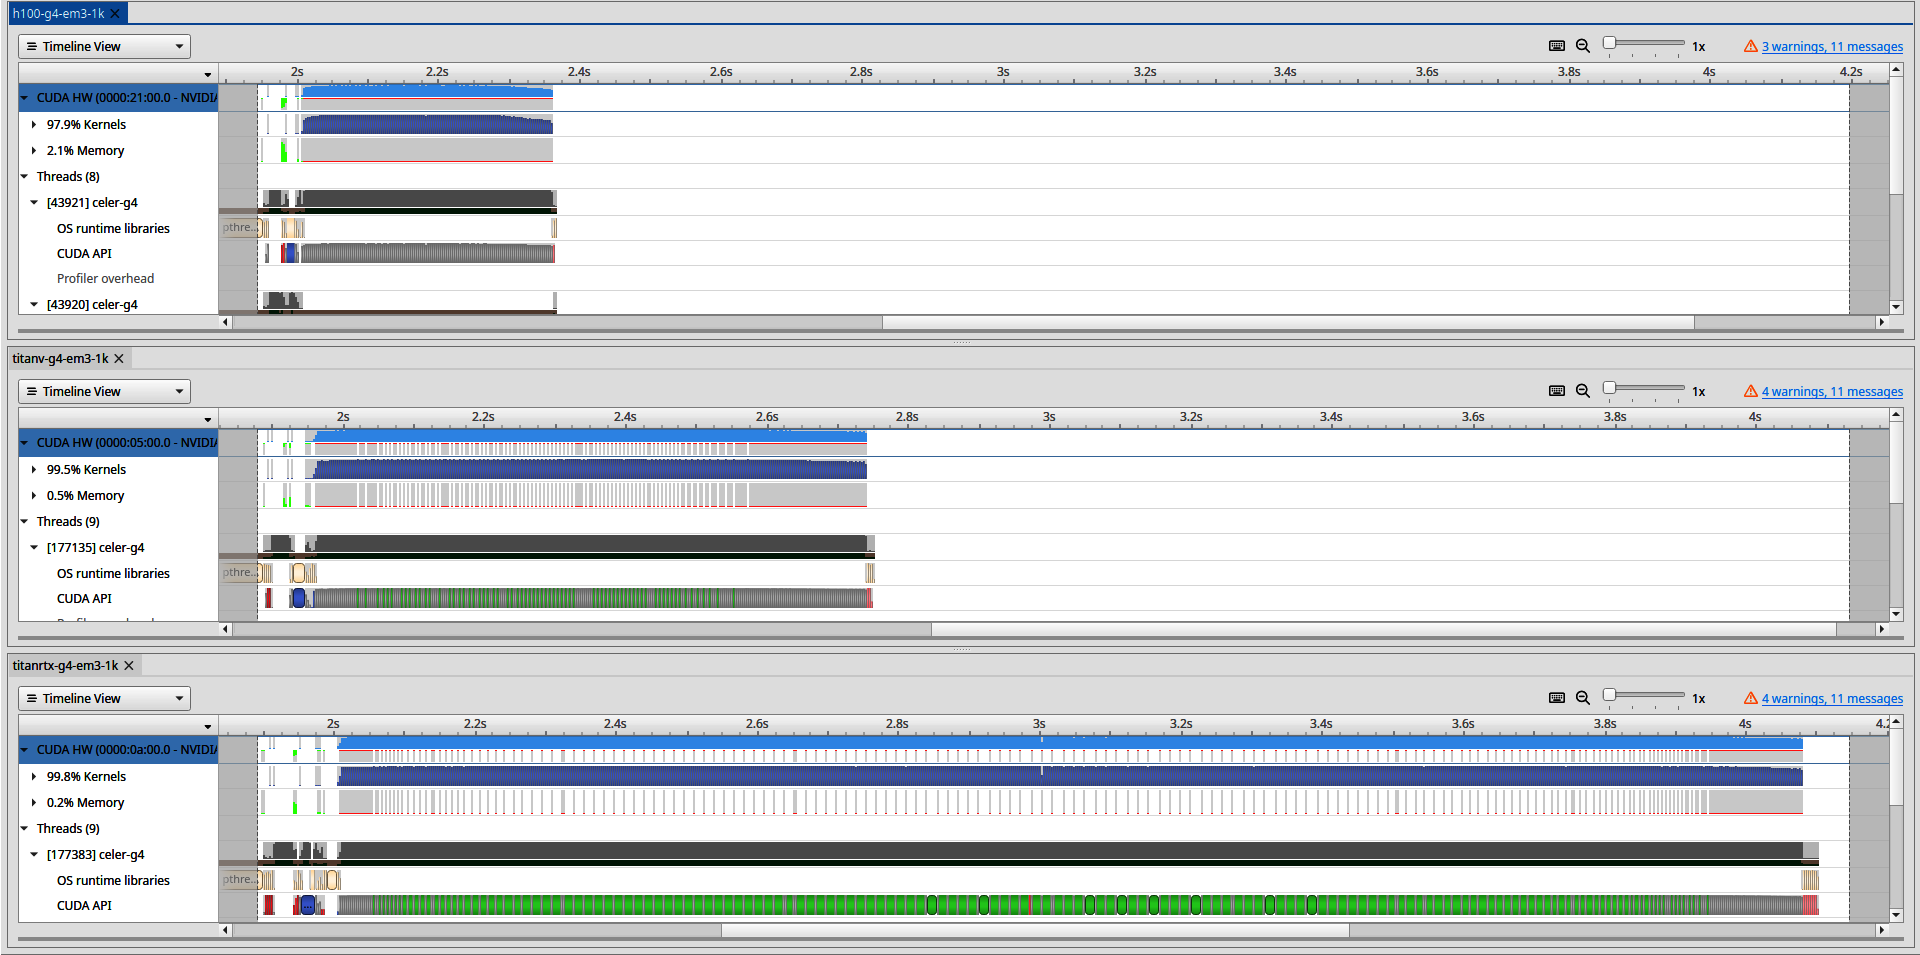 h100-g4-em3-1k
Timeline View
1x
3 warnings, 11 messages
2s 2.2s 2.4s 2.6s 2.8s 3s 3.2s 3.4s 3.6s 3.8s 4s 4.2s
CUDA HW (0000:21:00.0 - NVIDIA
97.9% Kernels
2.1% Memory
Threads (8)
[43921] celer-g4
OS runtime libraries
pthre...
CUDA API
Profiler overhead
[43920] celer-g4
titanv-g4-em3-1k
Timeline View
1x
4 warnings, 11 messages
2s 2.2s 2.4s 2.6s 2.8s 3s 3.2s 3.4s 3.6s 3.8s 4s
CUDA HW (0000:05:00.0 - NVIDIA
99.5% Kernels
0.5% Memory
Threads (9)
[177135] celer-g4
OS runtime libraries
pthre...
CUDA API
titanrtx-g4-em3-1k
Timeline View
1x
4 warnings, 11 messages
2s 2.2s 2.4s 2.6s 2.8s 3s 3.2s 3.4s 3.6s 3.8s 4s 4.2
CUDA HW (0000:0a:00.0 - NVIDIA
99.8% Kernels
0.2% Memory
Threads (9)
[177383] celer-g4
OS runtime libraries
pthre...
CUDA API
...